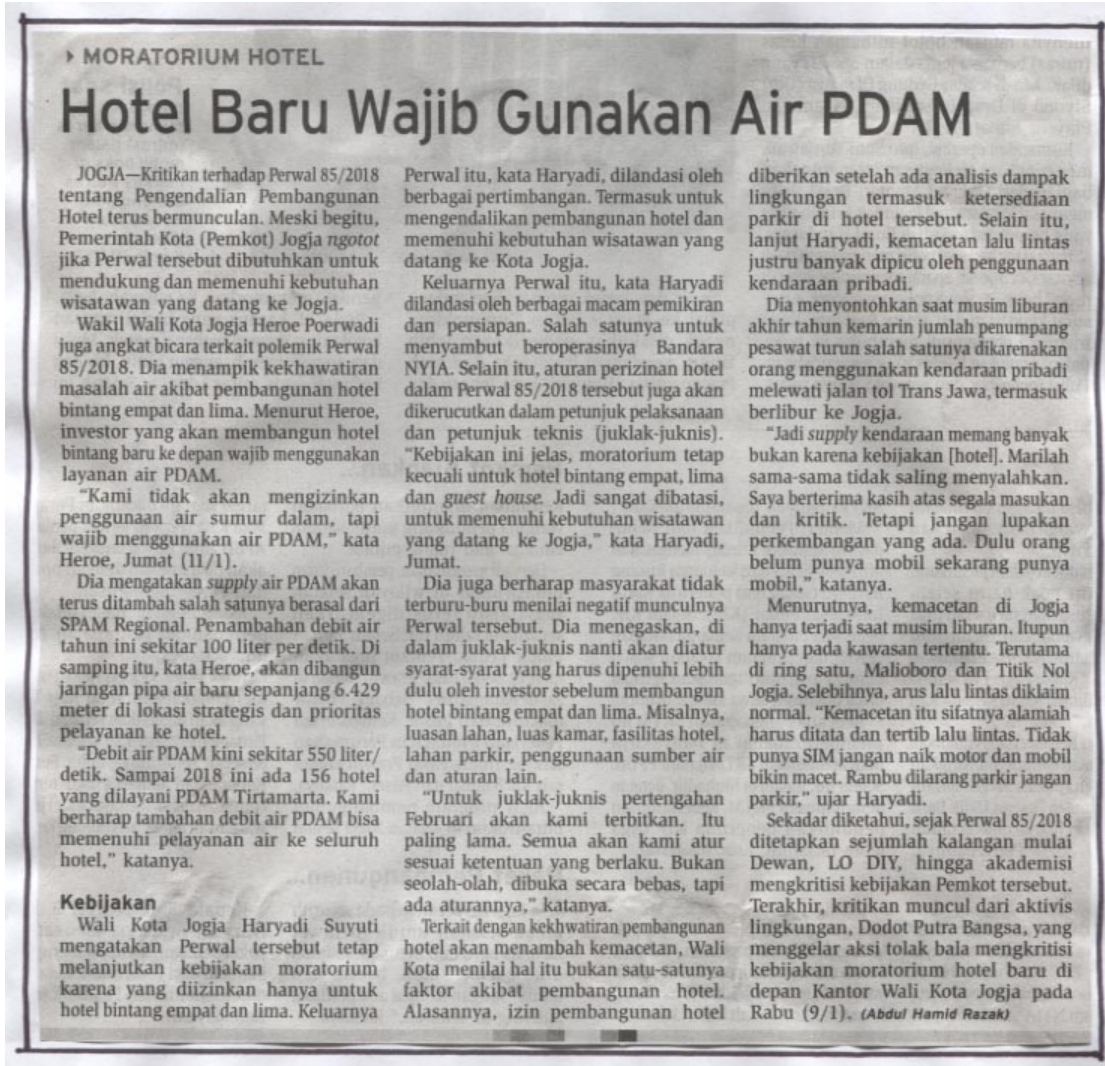 MORATORIUM HOTEL
Hotel Baru Wajib Gunakan Air PDAM
JOGJA—Kritikan terhadap Perwal 85/2018
tentang Pengendalian Pembangunan
Hotel terus bermunculan. Meski begitu,
Pemerintah Kota (Pemkot) Jogja ngotot
jika Perwal tersebut dibutuhkan untuk
mendukung dan memenuhi kebutuhan
wisatawan yang datang ke Jogja.
Wakil Wali Kota Jogja Heroe Poerwadi
juga angkat bicara terkait polemik Perwal
85/2018. Dia menampik kekhawatiran
masalah air akibat pembangunan hotel
bintang empat dan lima. Menurut Heroe,
investor yang akan membangun hotel
bintang baru ke depan wajib menggunakan
layanan air PDAM.
"Kami tidak akan mengizinkan
penggunaan air sumur dalam, tapi
wajib menggunakan air PDAM," kata
Heroe, Jumat (11/1).
Dia mengatakan supply air PDAM akan
terus ditambah salah satunya berasal dari
SPAM Regional. Penambahan debit air
tahun ini sekitar 100 liter per detik. Di
samping itu, kata Heroe, akan dibangun
jaringan pipa air baru sepanjang 6.429
meter di lokasi strategis dan prioritas
pelayanan ke hotel.
"Debit air PDAM kini sekitar 550 liter/
detik. Sampai 2018 ini ada 156 hotel
yang dilayani PDAM Tirtamarta. Kami
berharap tambahan debit air PDAM bisa
memenuhi pelayanan air ke seluruh
hotel," katanya.
Kebijakan
Wali Kota Jogja Haryadi Suyuti
mengatakan Perwal tersebut tetap
melanjutkan kebijakan moratorium
karena yang diizinkan hanya untuk
hotel bintang empat dan lima. Keluarnya
Perwal itu, kata Haryadi, dilandasi oleh
berbagai pertimbangan. Termasuk untuk
mengendalikan pembangunan hotel dan
memenuhi kebutuhan wisatawan yang
datang ke Kota Jogja.
Keluarnya Perwal itu, kata Haryadi
dilandasi oleh berbagai macam pemikiran
dan persiapan. Salah satunya untuk
menyambut beroperasinya Bandara
NYIA. Selain itu, aturan perizinan hotel
dalam Perwal 85/2018 tersebut juga akan
dikerucutkan dalam petunjuk pelaksanaan
dan petunjuk teknis (juklak-juknis).
"Kebijakan ini jelas, moratorium tetap
kecuali untuk hotel bintang empat, lima
dan guest house. Jadi sangat dibatasi,
untuk memenuhi kebutuhan wisatawan
yang datang ke Jogja," kata Haryadi,
Jumat.
Dia juga berharap masyarakat tidak
terburu-buru menilai negatif munculnya
Perwal tersebut. Dia menegaskan, di
dalam juklak-juknis nanti akan diatur
syarat-syarat yang harus dipenuhi lebih
dulu oleh investor sebelum membangun
hotel bintang empat dan lima. Misalnya,
luasan lahan, luas kamar, fasilitas hotel,
lahan parkir, penggunaan sumber air
dan aturan lain.
"Untuk juklak-juknis pertengahan
Februari akan kami terbitkan. Itu
paling lama. Semua akan kami atur
sesuai ketentuan yang berlaku. Bukan
seolah-olah, dibuka secara bebas, tapi
ada aturannya," katanya.
Terkait dengan kekhwatiran pembangunan
hotel akan menambah kemacetan, Wali
Kota menilai hal itu bukan satu-satunya
faktor akibat pembangunan hotel.
Alasannya, izin pembangunan hotel
diberikan setelah ada analisis dampak
lingkungan termasuk ketersediaan
parkir di hotel tersebut. Selain itu,
lanjut Haryadi, kemacetan lalu lintas
justru banyak dipicu oleh penggunaan
kendaraan pribadi.
Dia menyontohkan saat musim liburan
akhir tahun kemarin jumlah penumpang
pesawat turun salah satunya dikarenakan
orang menggunakan kendaraan pribadi
melewati jalan tol Trans Jawa, termasuk
berlibur ke Jogja.
"Jadi supply kendaraan memang banyak
bukan karena kebijakan [hotel]. Marilah
sama-sama tidak saling menyalahkan.
Saya berterima kasih atas segala masukan
dan kritik. Tetapi jangan lupakan
perkembangan yang ada. Dulu orang
belum punya mobil sekarang punya
mobil," katanya.
Menurutnya, kemacetan di Jogja
hanya terjadi saat musim liburan. Itupun
hanya pada kawasan tertentu. Terutama
di ring satu, Malioboro dan Titik Nol
Jogja. Selebihnya, arus lalu lintas diklaim
normal. "Kemacetan itu sifatnya alamiah
harus ditata dan tertib lalu lintas. Tidak
punya SIM jangan naik motor dan mobil
bikin macet. Rambu dilarang parkir jangan
parkir," ujar Haryadi.
Sekadar diketahui, sejak Perwal 85/2018
ditetapkan sejumlah kalangan mulai
Dewan, LO DIY, hingga akademisi
mengkritisi kebijakan Pemkot tersebut.
Terakhir, kritikan muncul dari aktivis
lingkungan, Dodot Putra Bangsa, yang
menggelar aksi tolak bala mengkritisi
kebijakan moratorium hotel baru di
depan Kantor Wali Kota Jogja pada
Rabu (9/1). (Abdul Hamid Razak)